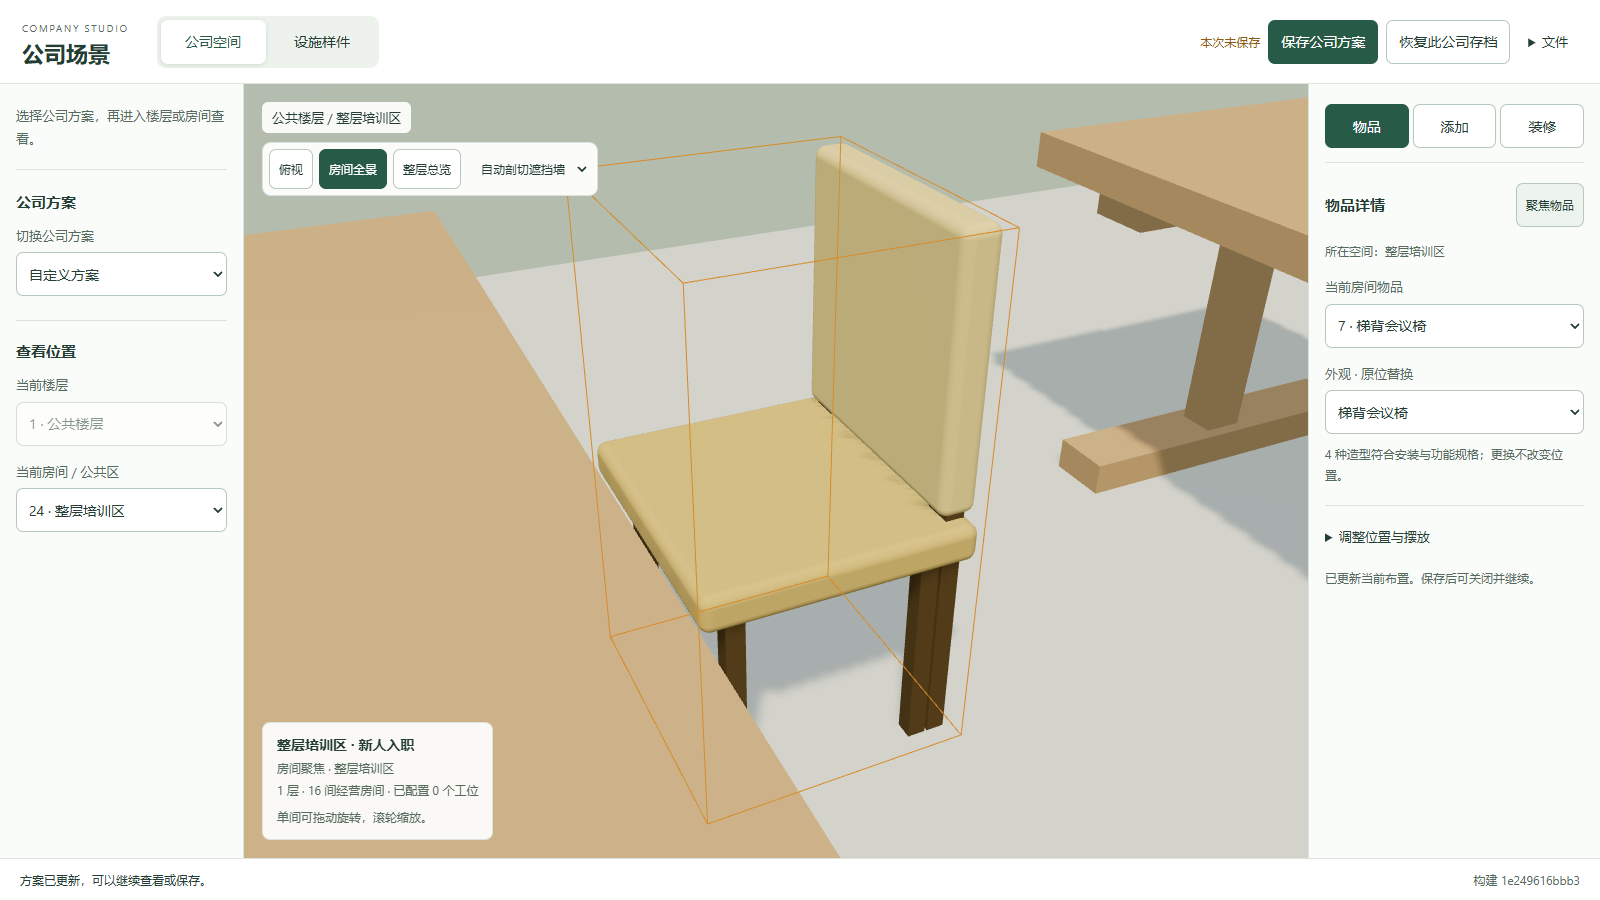 COMPANY STUDIO
公司场景
公司空间
设施样件
本次未保存
保存公司方案
恢复此公司存档
▶ 文件
选择公司方案，再进入楼层或房间查
看。
公司方案
切换公司方案
自定义方案
查看位置
当前楼层
1 · 公共楼层
当前房间 / 公共区
24 · 整层培训区
公共楼层 / 整层培训区
俯视
房间全景
整层总览
自动剖切遮挡墙
整层培训区 · 新人入职
房间聚焦 · 整层培训区
1 层 · 16 间经营房间 · 已配置 0 个工位
单间可拖动旋转，滚轮缩放。
物品
添加
装修
物品详情
聚焦物品
所在空间：整层培训区
当前房间物品
7 · 梯背会议椅
外观 · 原位替换
梯背会议椅
4 种造型符合安装与功能规格；更换不改变位
置。
▶ 调整位置与摆放
已更新当前布置。保存后可关闭并继续。
方案已更新，可以继续查看或保存。
构建 1e249616bbb3